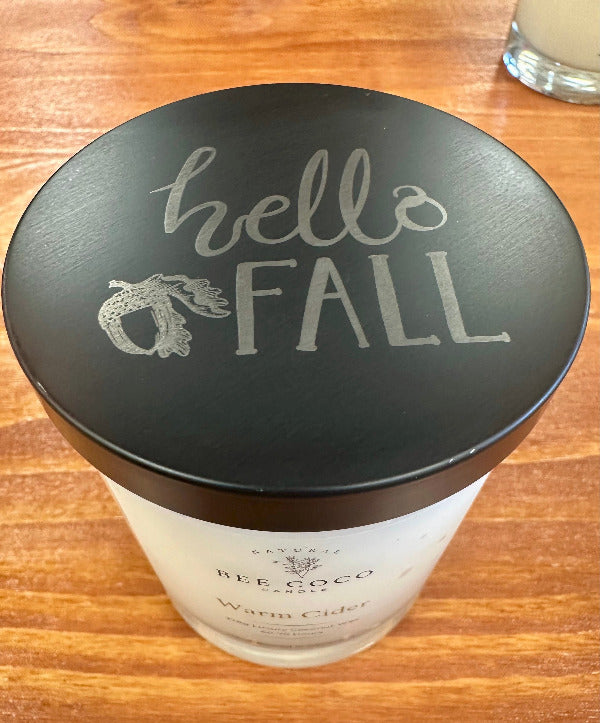 hello
FALL
BEE COCO
CANDLE
Warm Cider